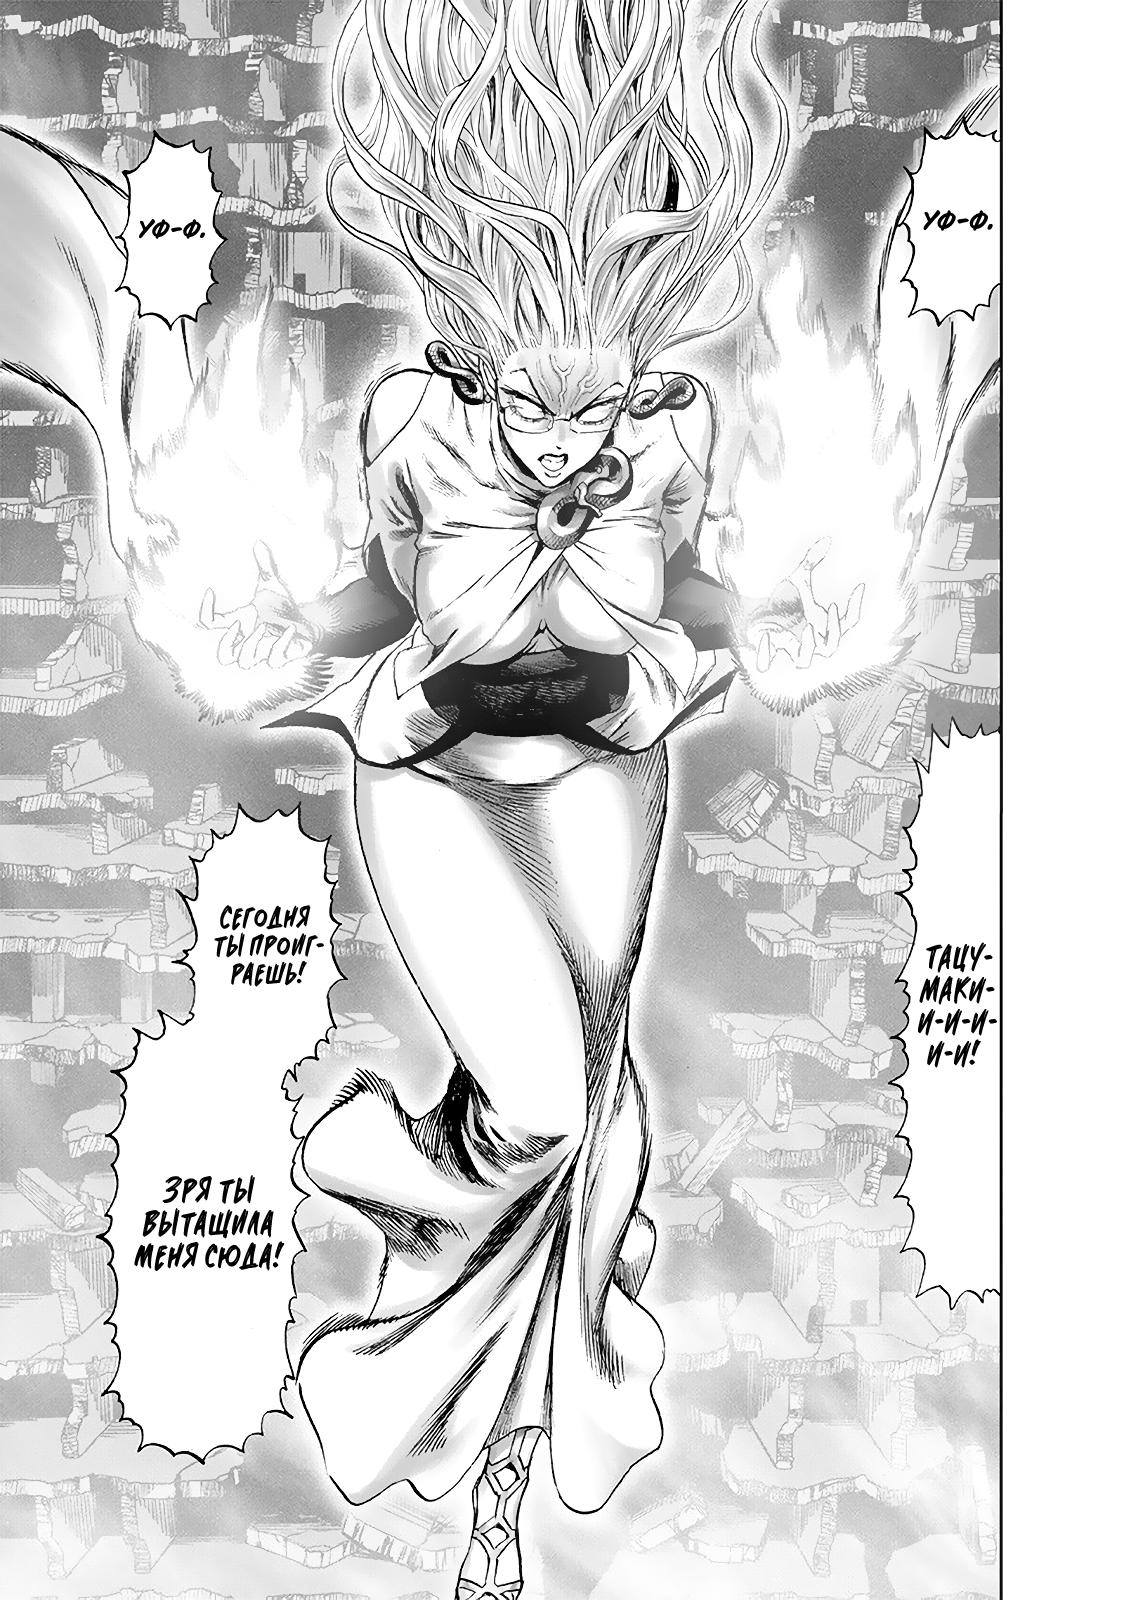 УФ-Ф.
УФ-Ф.
ТАЦУ-
МАКИ-
И-И-И-
И-И!
СЕГОДНЯ
ТЫ ПРОИГ-
РАЕШЬ!
ЗРЯ ТЫ
ВЫТАЩИЛА
МЕНЯ СЮДА!